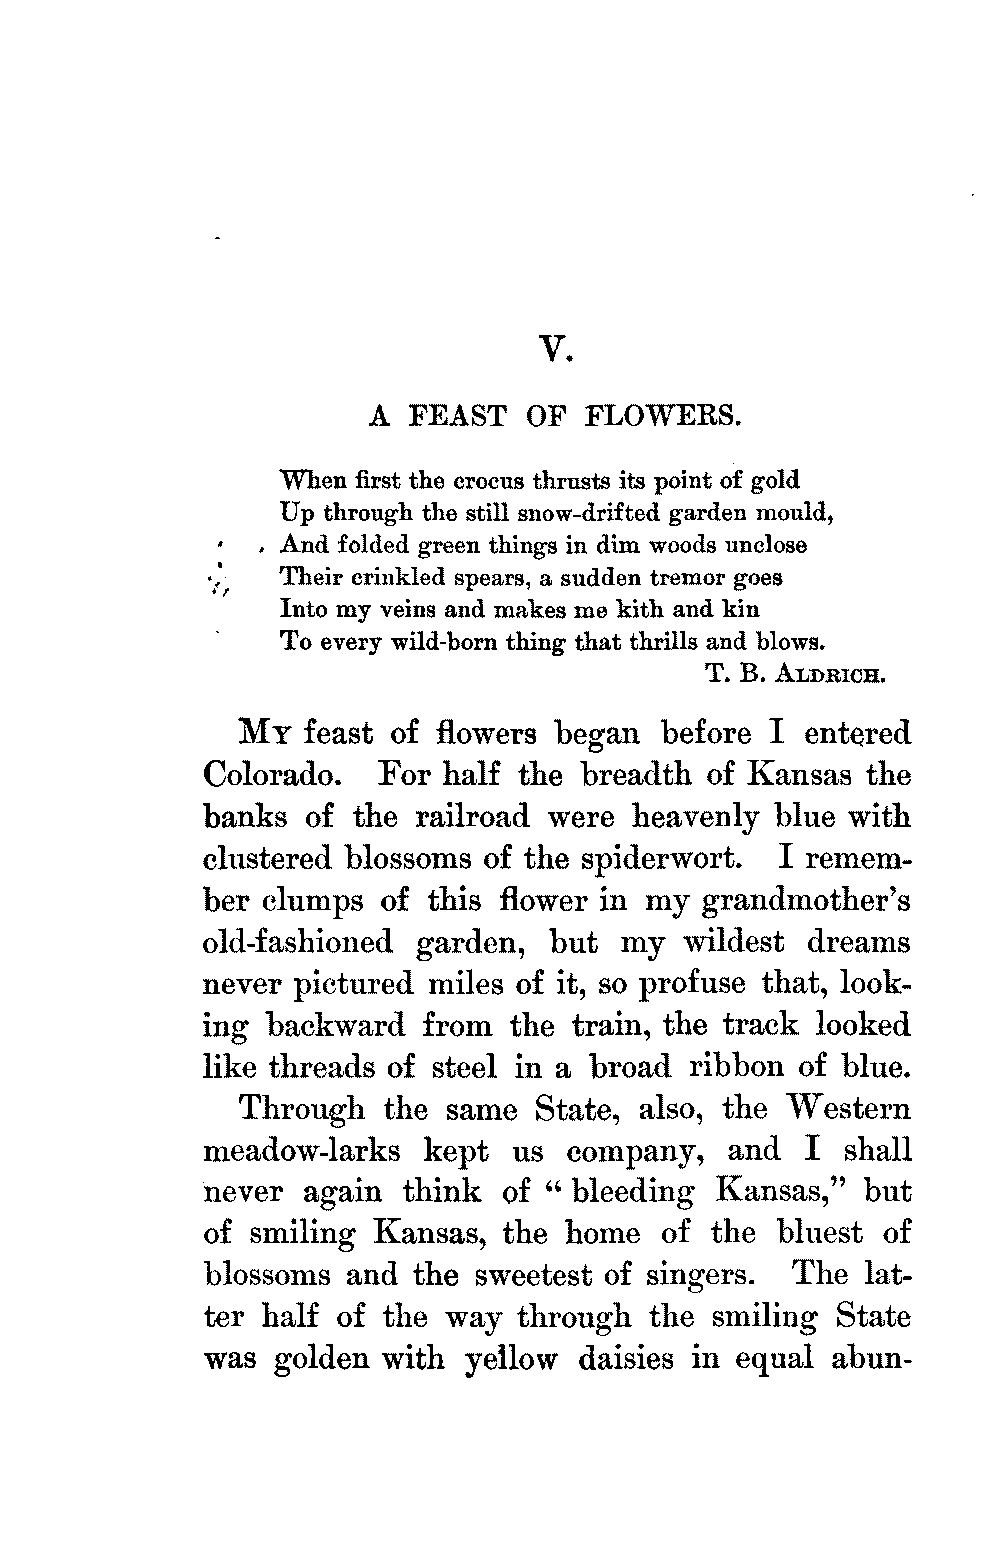 V.
A FEAST OF FLOWERS.
When first the crocus thrusts its point of gold
Up through the still snow-drifted garden mould,
And folded green things in dim woods unclose
Their crinkled spears, a sudden tremor goes
Into my veins and makes me kith and kin
To every wild-born thing that thrills and blows.
T. B. ALDRICH.
MY feast of flowers began before I entered
Colorado. For half the breadth of Kansas the
banks of the railroad were heavenly blue with
clustered blossoms of the spiderwort. I remem-
ber clumps of this flower in my grandmother's
old-fashioned garden, but my wildest dreams
never pictured miles of it, so profuse that, look-
ing backward from the train, the track looked
like threads of steel in a broad ribbon of blue.
Through the same State, also, the Western
meadow-larks kept us company, and I shall
never again think of “ bleeding Kansas,” but
of smiling Kansas, the home of the bluest of
blossoms and the sweetest of singers. The lat-
ter half of the way through the smiling State
was golden with yellow daisies in equal abun-